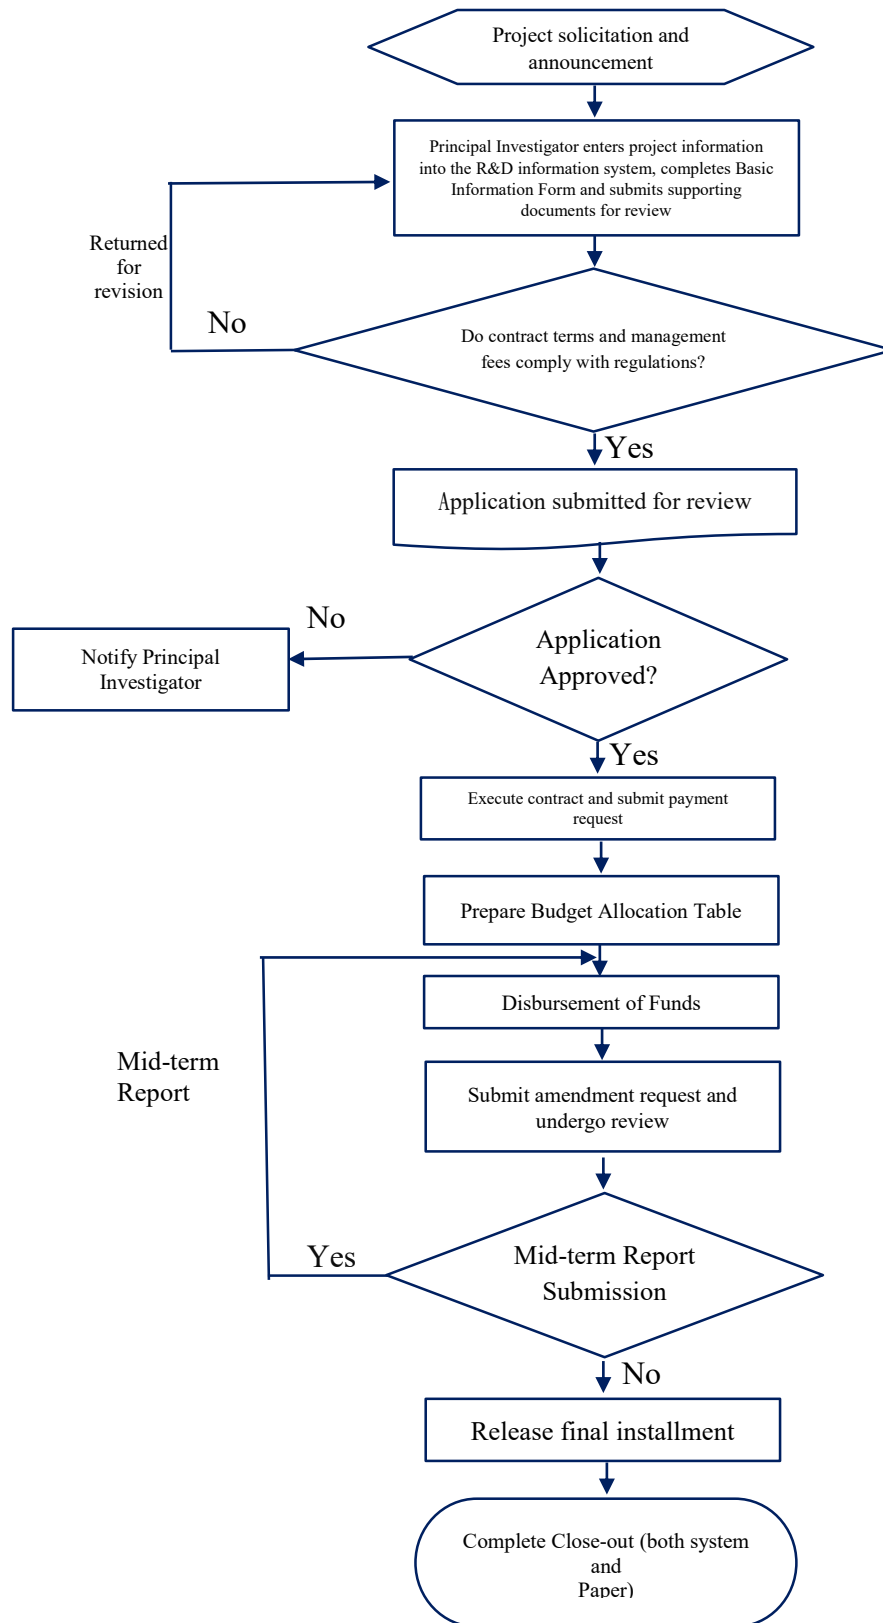 Project solicitation and
announcement
Principal Investigator enters project information
into the R&D information system, completes Basic
Information Form and submits supporting
documents for review
Returned
for
revision
No
Do contract terms and management
fees comply with regulations?
Yes
Application submitted for review
No
Application
Approved?
Notify Principal
Investigator
Yes
Execute contract and submit payment
request
Prepare Budget Allocation Table
Disbursement of Funds
Mid-term
Report
Submit amendment request and
undergo review
Yes
Mid-term Report
Submission
No
Release final installment
Complete Close-out (both system
and
Paper)